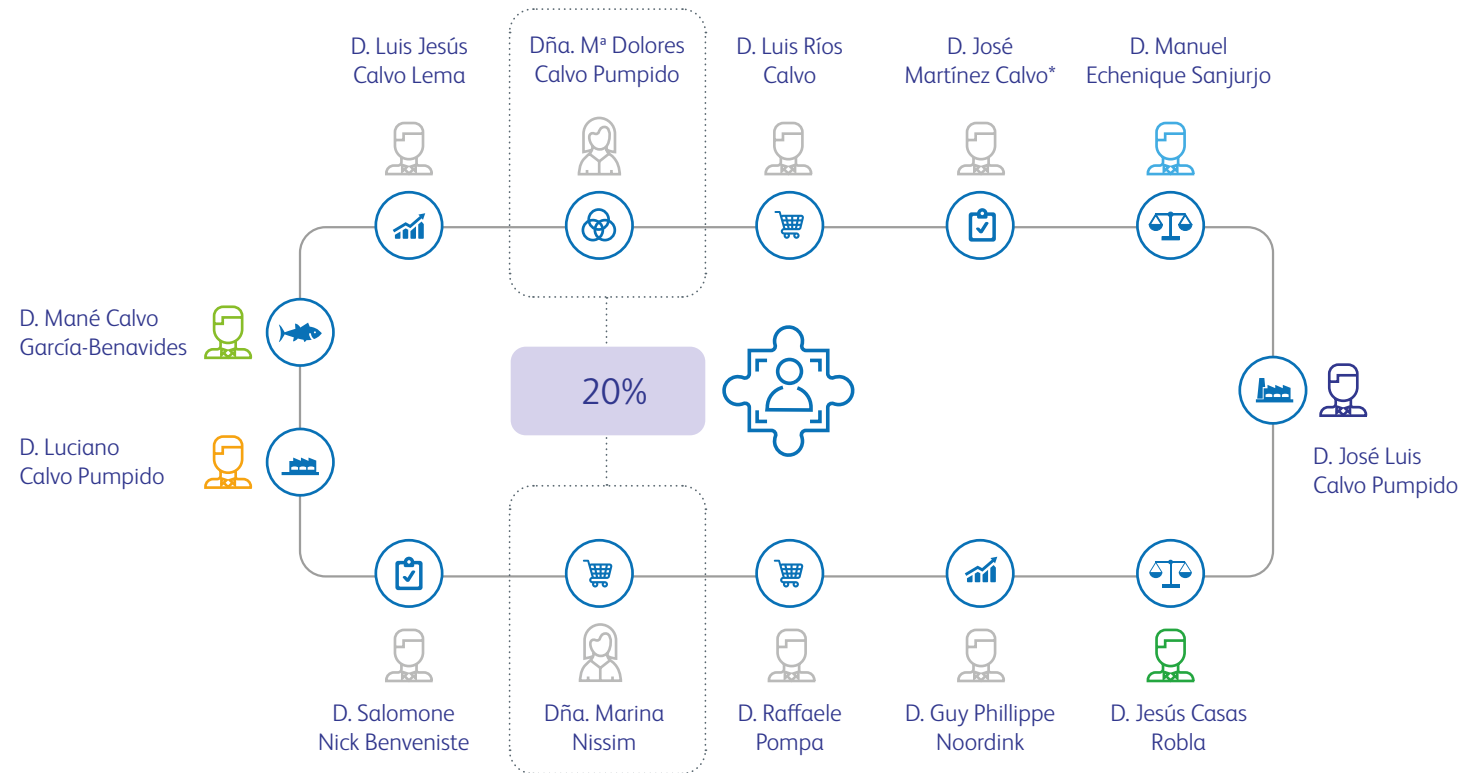 D. Luis Jesús
Calvo Lema
Dña. Mª Dolores
Calvo Pumpido
D. Luis Ríos
Calvo
D. José
Martínez Calvo*
D. Manuel
Echenique Sanjurjo
D. Mané Calvo
García-Benavides
20%
D. Luciano
Calvo Pumpido
D. José Luis
Calvo Pumpido
D. Salomone
Nick Benveniste
Dña. Marina
Nissim
D. Raffaele
Pompa
D. Guy Phillippe
Noordink
D. Jesús Casas
Robla